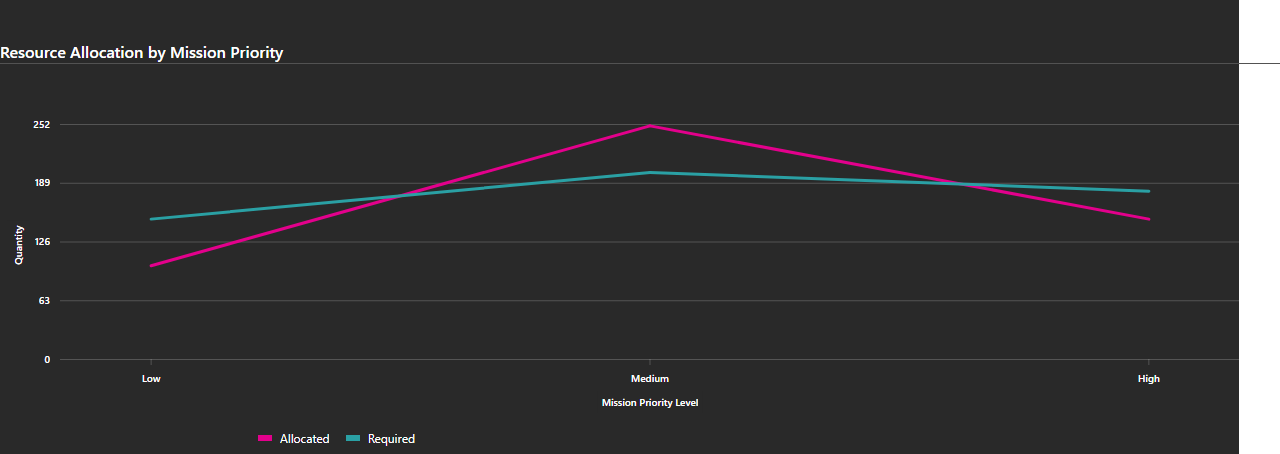 Resource Allocation by Mission Priority
252
189
126
63
0
Quantity
Low Medium High
Mission Priority Level
Allocated Required